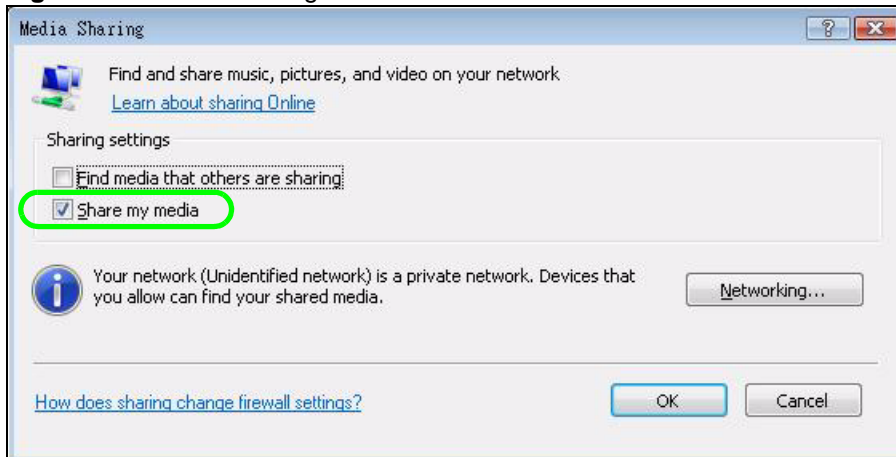 Media Sharing
Find and share music, pictures, and video on your network
Learn about sharing Online
Sharing settings
Find media that others are sharing
Share my media
Your network (Unidentified network) is a private network. Devices that
you allow can find your shared media.
Networking...
How does sharing change firewall settings?
OK
Cancel